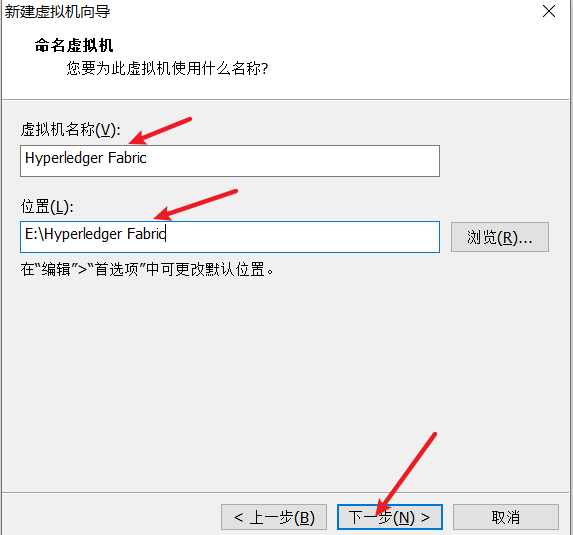 新建虚拟机向导
命名虚拟机
您要为此虚拟机使用什么名称?
虚拟机名称(V):
Hyperledger Fabric
位置(L):
E:\Hyperledger Fabric
浏览(R)...
在“编辑”>“首选项”中可更改默认位置。
< 上一步(B)
下一步(N) >
取消